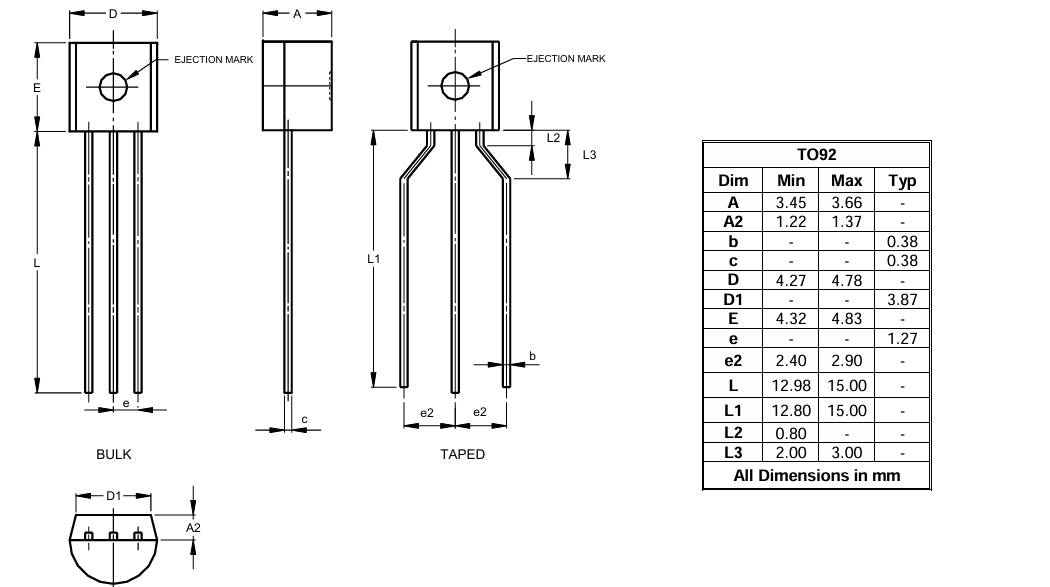 D
A
E
EJECTION MARK
EJECTION MARK
L2
L3
L
L1
b
e
e2
e2
c
BULK
TAPED
D1
A2
TO92
Dim Min Max Typ
A 3.45 3.66 -
A2 1.22 1.37 -
b - - 0.38
c - - 0.38
D 4.27 4.78 -
D1 - - 3.87
E 4.32 4.83 -
e - - 1.27
e2 2.40 2.90 -
L 12.98 15.00 -
L1 12.80 15.00 -
L2 0.80 - -
L3 2.00 3.00 -
All Dimensions in mm